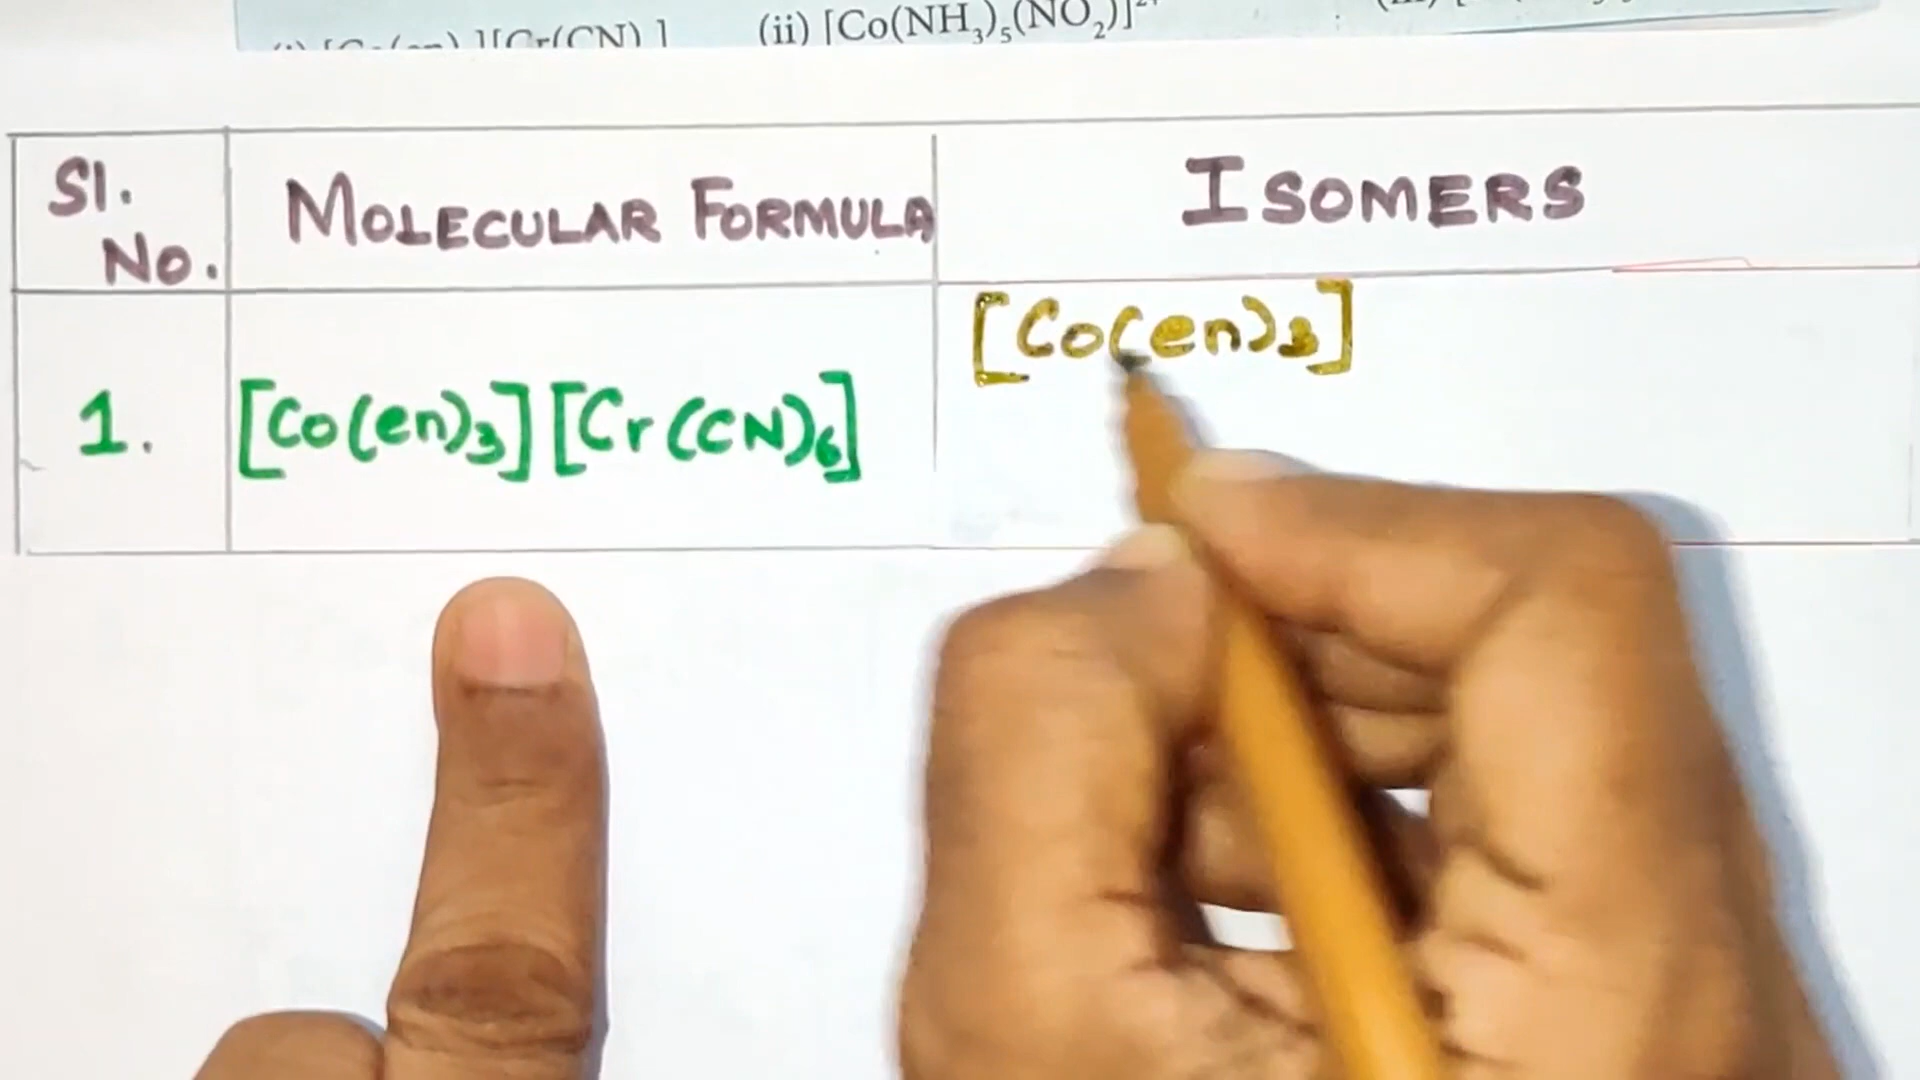 (ii) [Co(NH₃)₅(NO₂)]²⁺
Sl. No.
MOLECULAR FORMULA
ISOMERS
1.
[Co(en)₃][Cr(CN)₆]
[Co(en)₃]